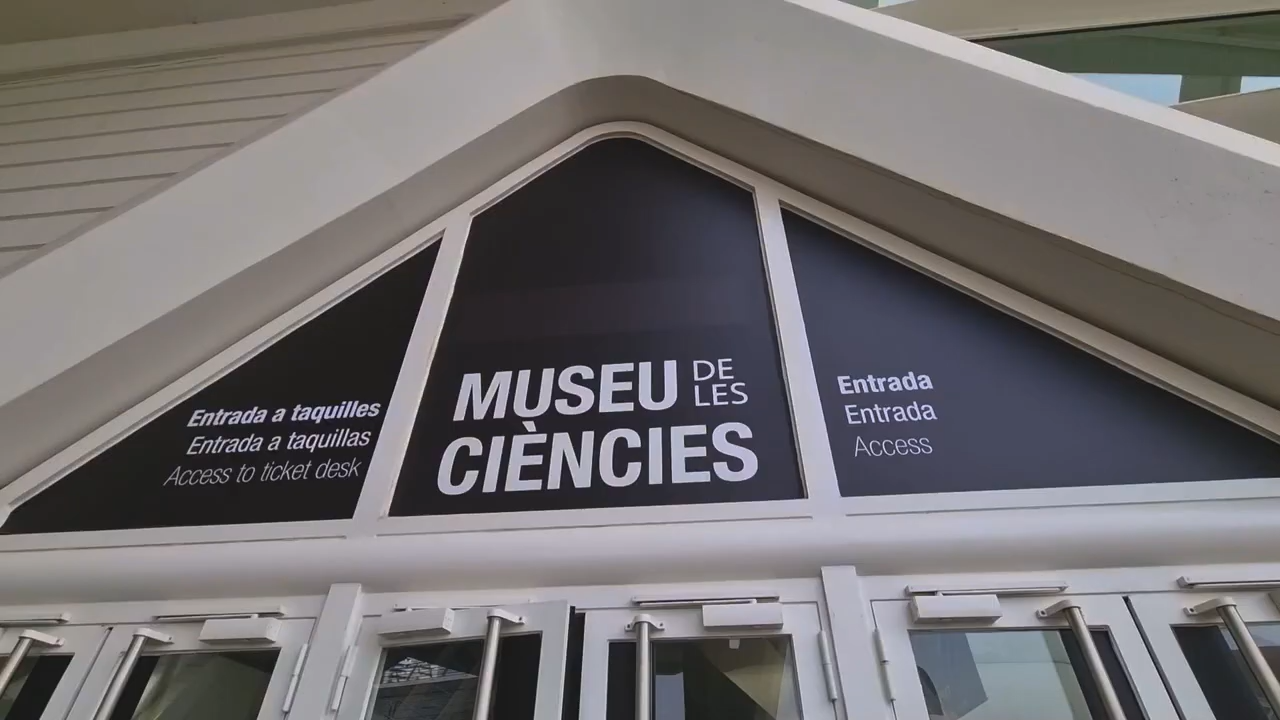 Entrada a taquilles
Entrada a taquillas
Access to ticket desk
MUSEU DE LES
CIÈNCIES
Entrada
Entrada
Access